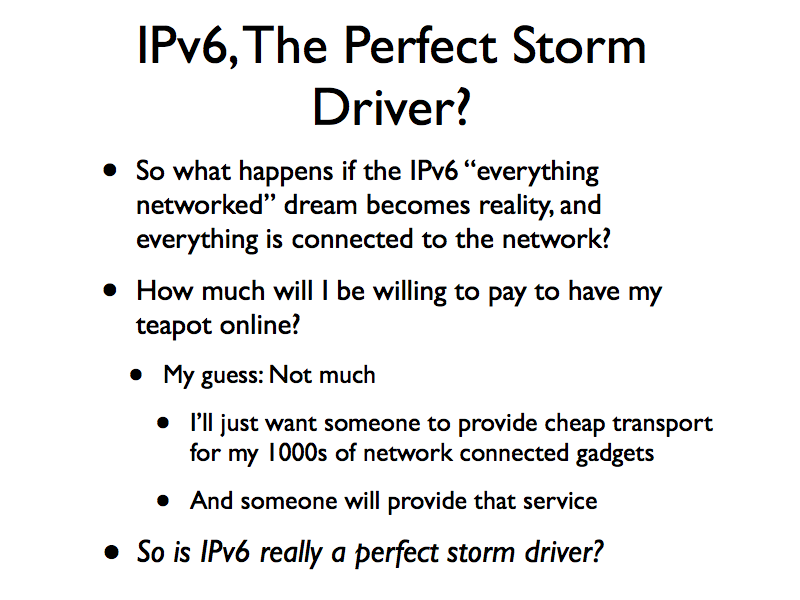 IPv6, The Perfect Storm
Driver?
• So what happens if the IPv6 “everything
networked” dream becomes reality, and
everything is connected to the network?
• How much will I be willing to pay to have my
teapot online?
• My guess: Not much
• I’ll just want someone to provide cheap transport
for my 1000s of network connected gadgets
• And someone will provide that service
• So is IPv6 really a perfect storm driver?